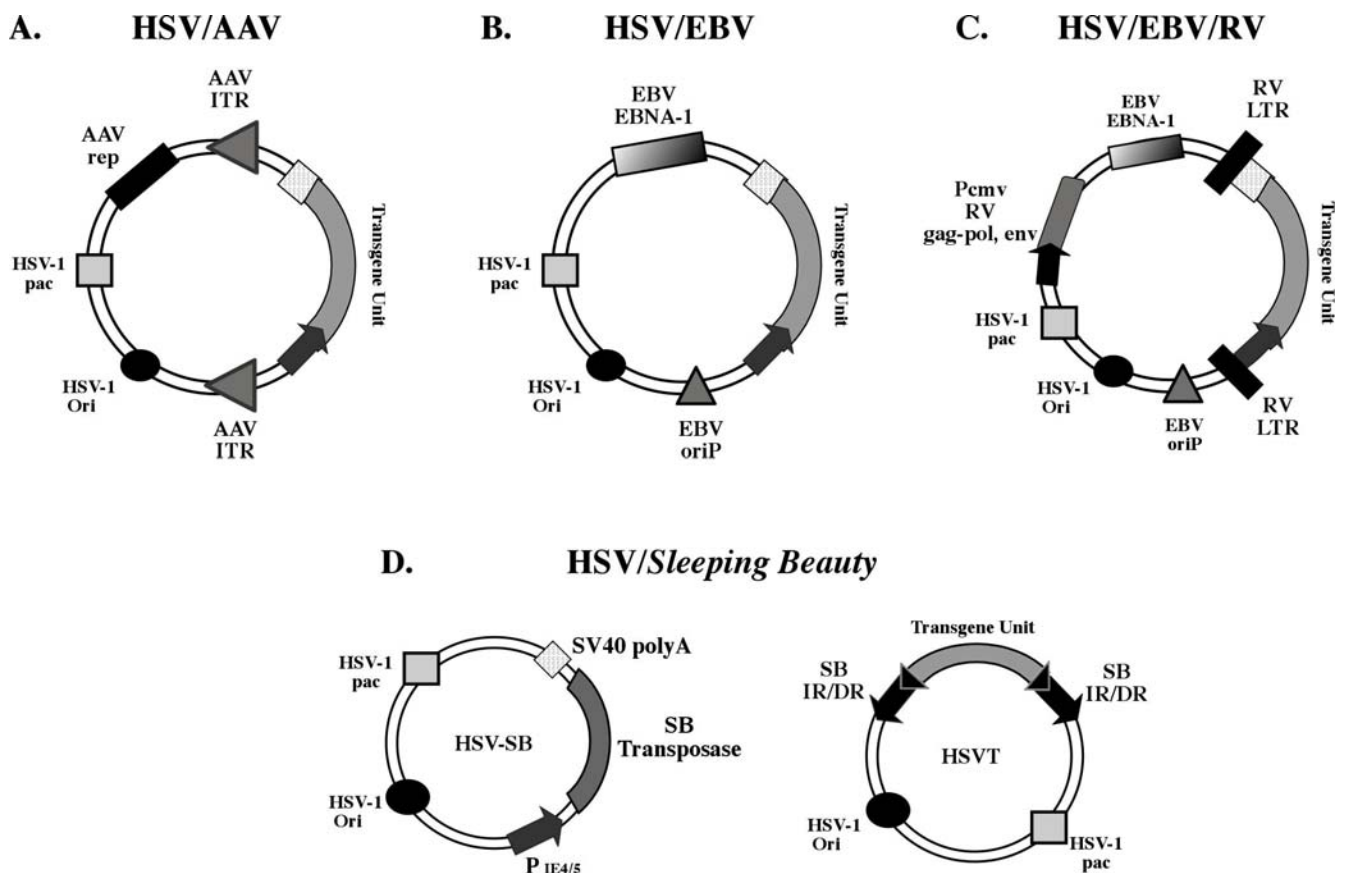 A. HSV/AAV
AAV
ITR
AAV
rep
HSV-1
pac
HSV-1
Ori
AAV
ITR
Transgene Unit
B. HSV/EBV
EBV
EBNA-1
HSV-1
pac
HSV-1
Ori
EBV
oriP
Transgene Unit
C. HSV/EBV/RV
EBV
EBNA-1
RV
LTR
Pcmv
RV
gag-pol, env
HSV-1
pac
HSV-1
Ori
EBV
oriP
RV
LTR
Transgene Unit
D. HSV/Sleeping Beauty
HSV-1
pac
SV40 polyA
HSV-SB
SB
Transposase
HSV-1
Ori
P IE4/5
Transgene Unit
SB
IR/DR
SB
IR/DR
HSVT
HSV-1
Ori
HSV-1
pac